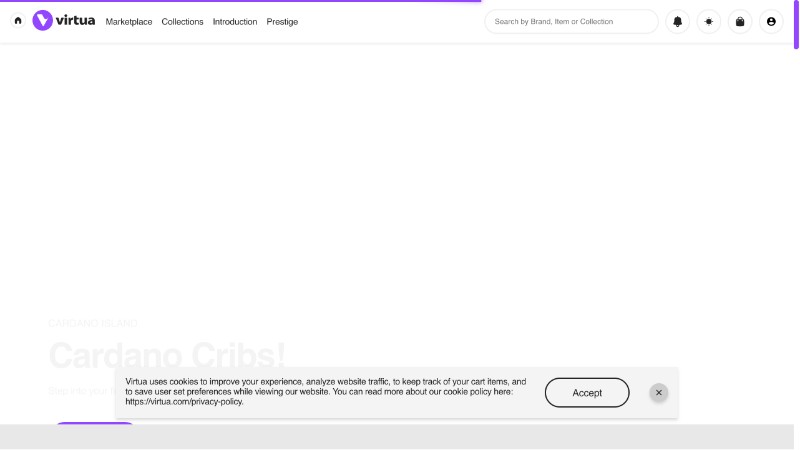 virtua
Marketplace
Collections
Introduction
Prestige
Search by Brand, Item or Collection
CARDANO ISLAND
Cardano Cribs!
Virtua uses cookies to improve your experience, analyze website traffic, to keep track of your cart items, and
to save user set preferences while viewing our website. You can read more about our cookie policy here:
https://virtua.com/privacy-policy.
Accept